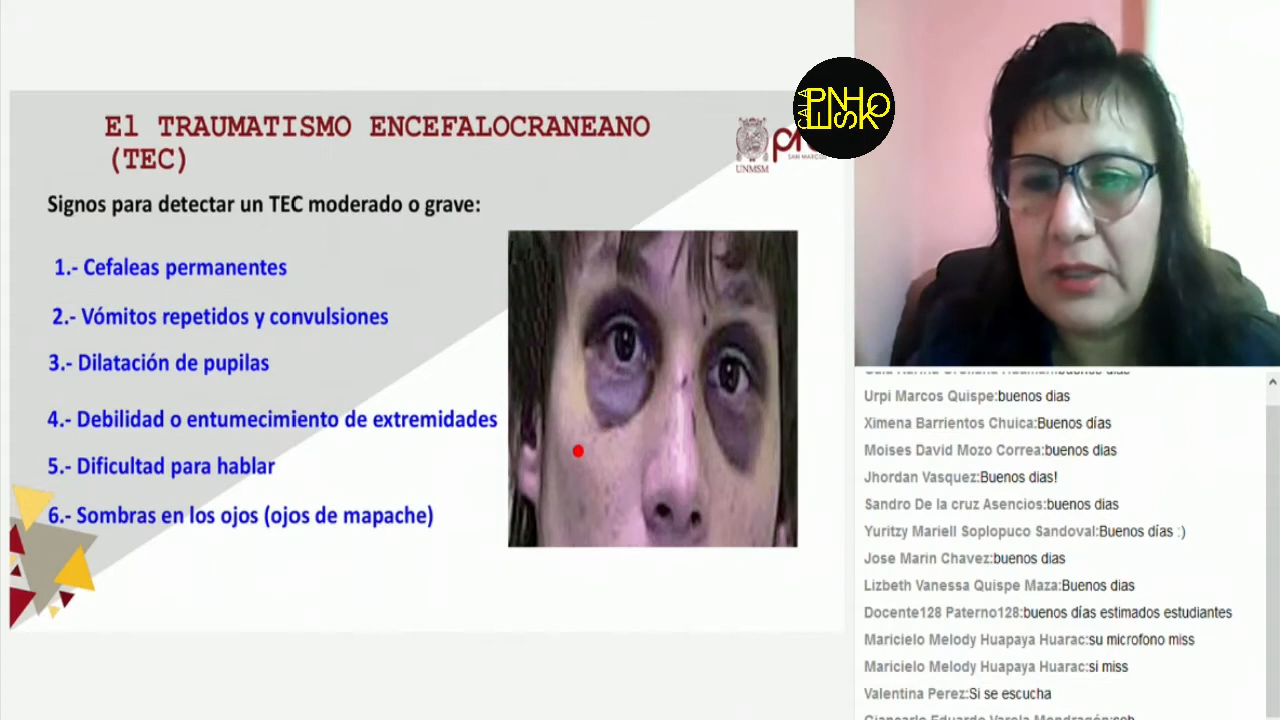 El TRAUMATISMO ENCEFALOCRANEANO
(TEC)
UNMSM
SAN MARCOS
CALA
Signos para detectar un TEC moderado o grave:
1.- Cefaleas permanentes
2.- Vómitos repetidos y convulsiones
3.- Dilatación de pupilas
4.- Debilidad o entumecimiento de extremidades
5.- Dificultad para hablar
6.- Sombras en los ojos (ojos de mapache)
Urpi Marcos Quispe:buenos dias
Ximena Barrientos Chuica:Buenos días
Moises David Mozo Correa:buenos dias
Jhordan Vasquez:Buenos dias!
Sandro De la cruz Asencios:buenos dias
Yuritzy Mariell Soplopuco Sandoval:Buenos días :)
Jose Marin Chavez:buenos dias
Lizbeth Vanessa Quispe Maza:Buenos dias
Docente128 Paterno128:buenos días estimados estudiantes
Maricielo Melody Huapaya Huarac:su microfono miss
Maricielo Melody Huapaya Huarac:si miss
Valentina Perez:Si se escucha